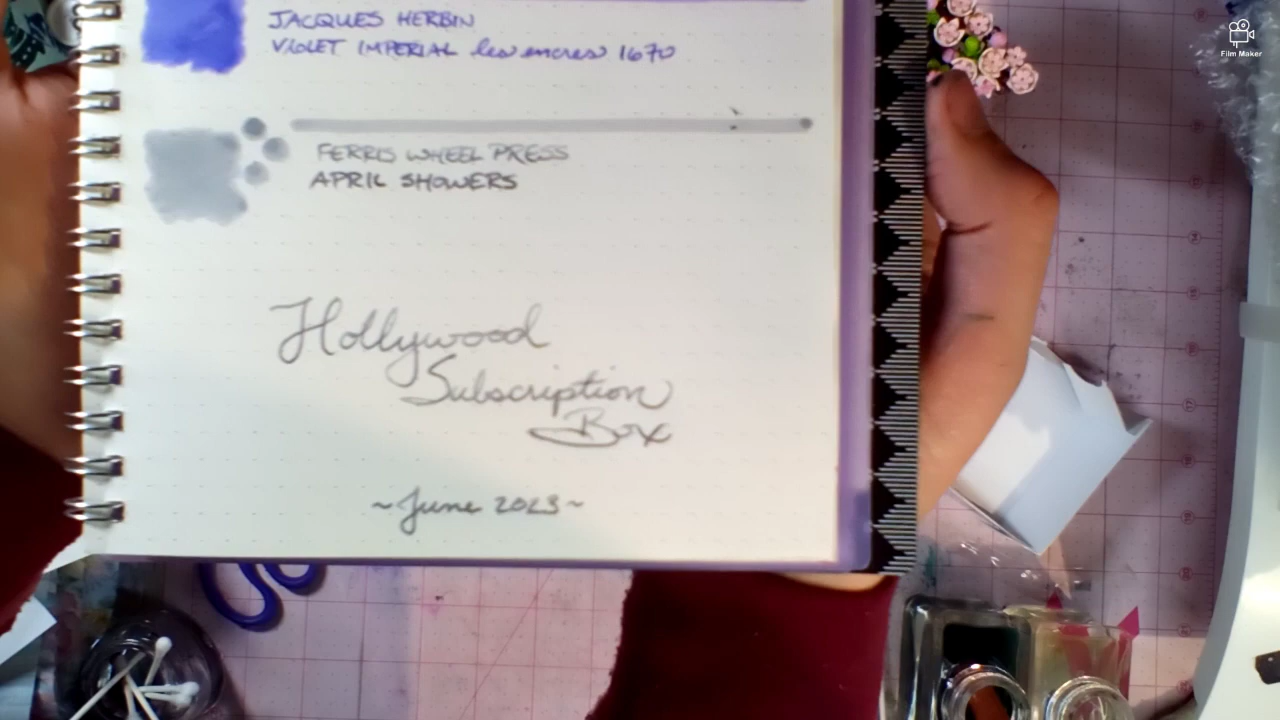 JACQUES HERBIN
VIOLET IMPERIAL les encres 1670
FERRIS WHEEL PRESS
APRIL SHOWERS
Hollywood
Subscription
Box
~June 2023~
Film Maker